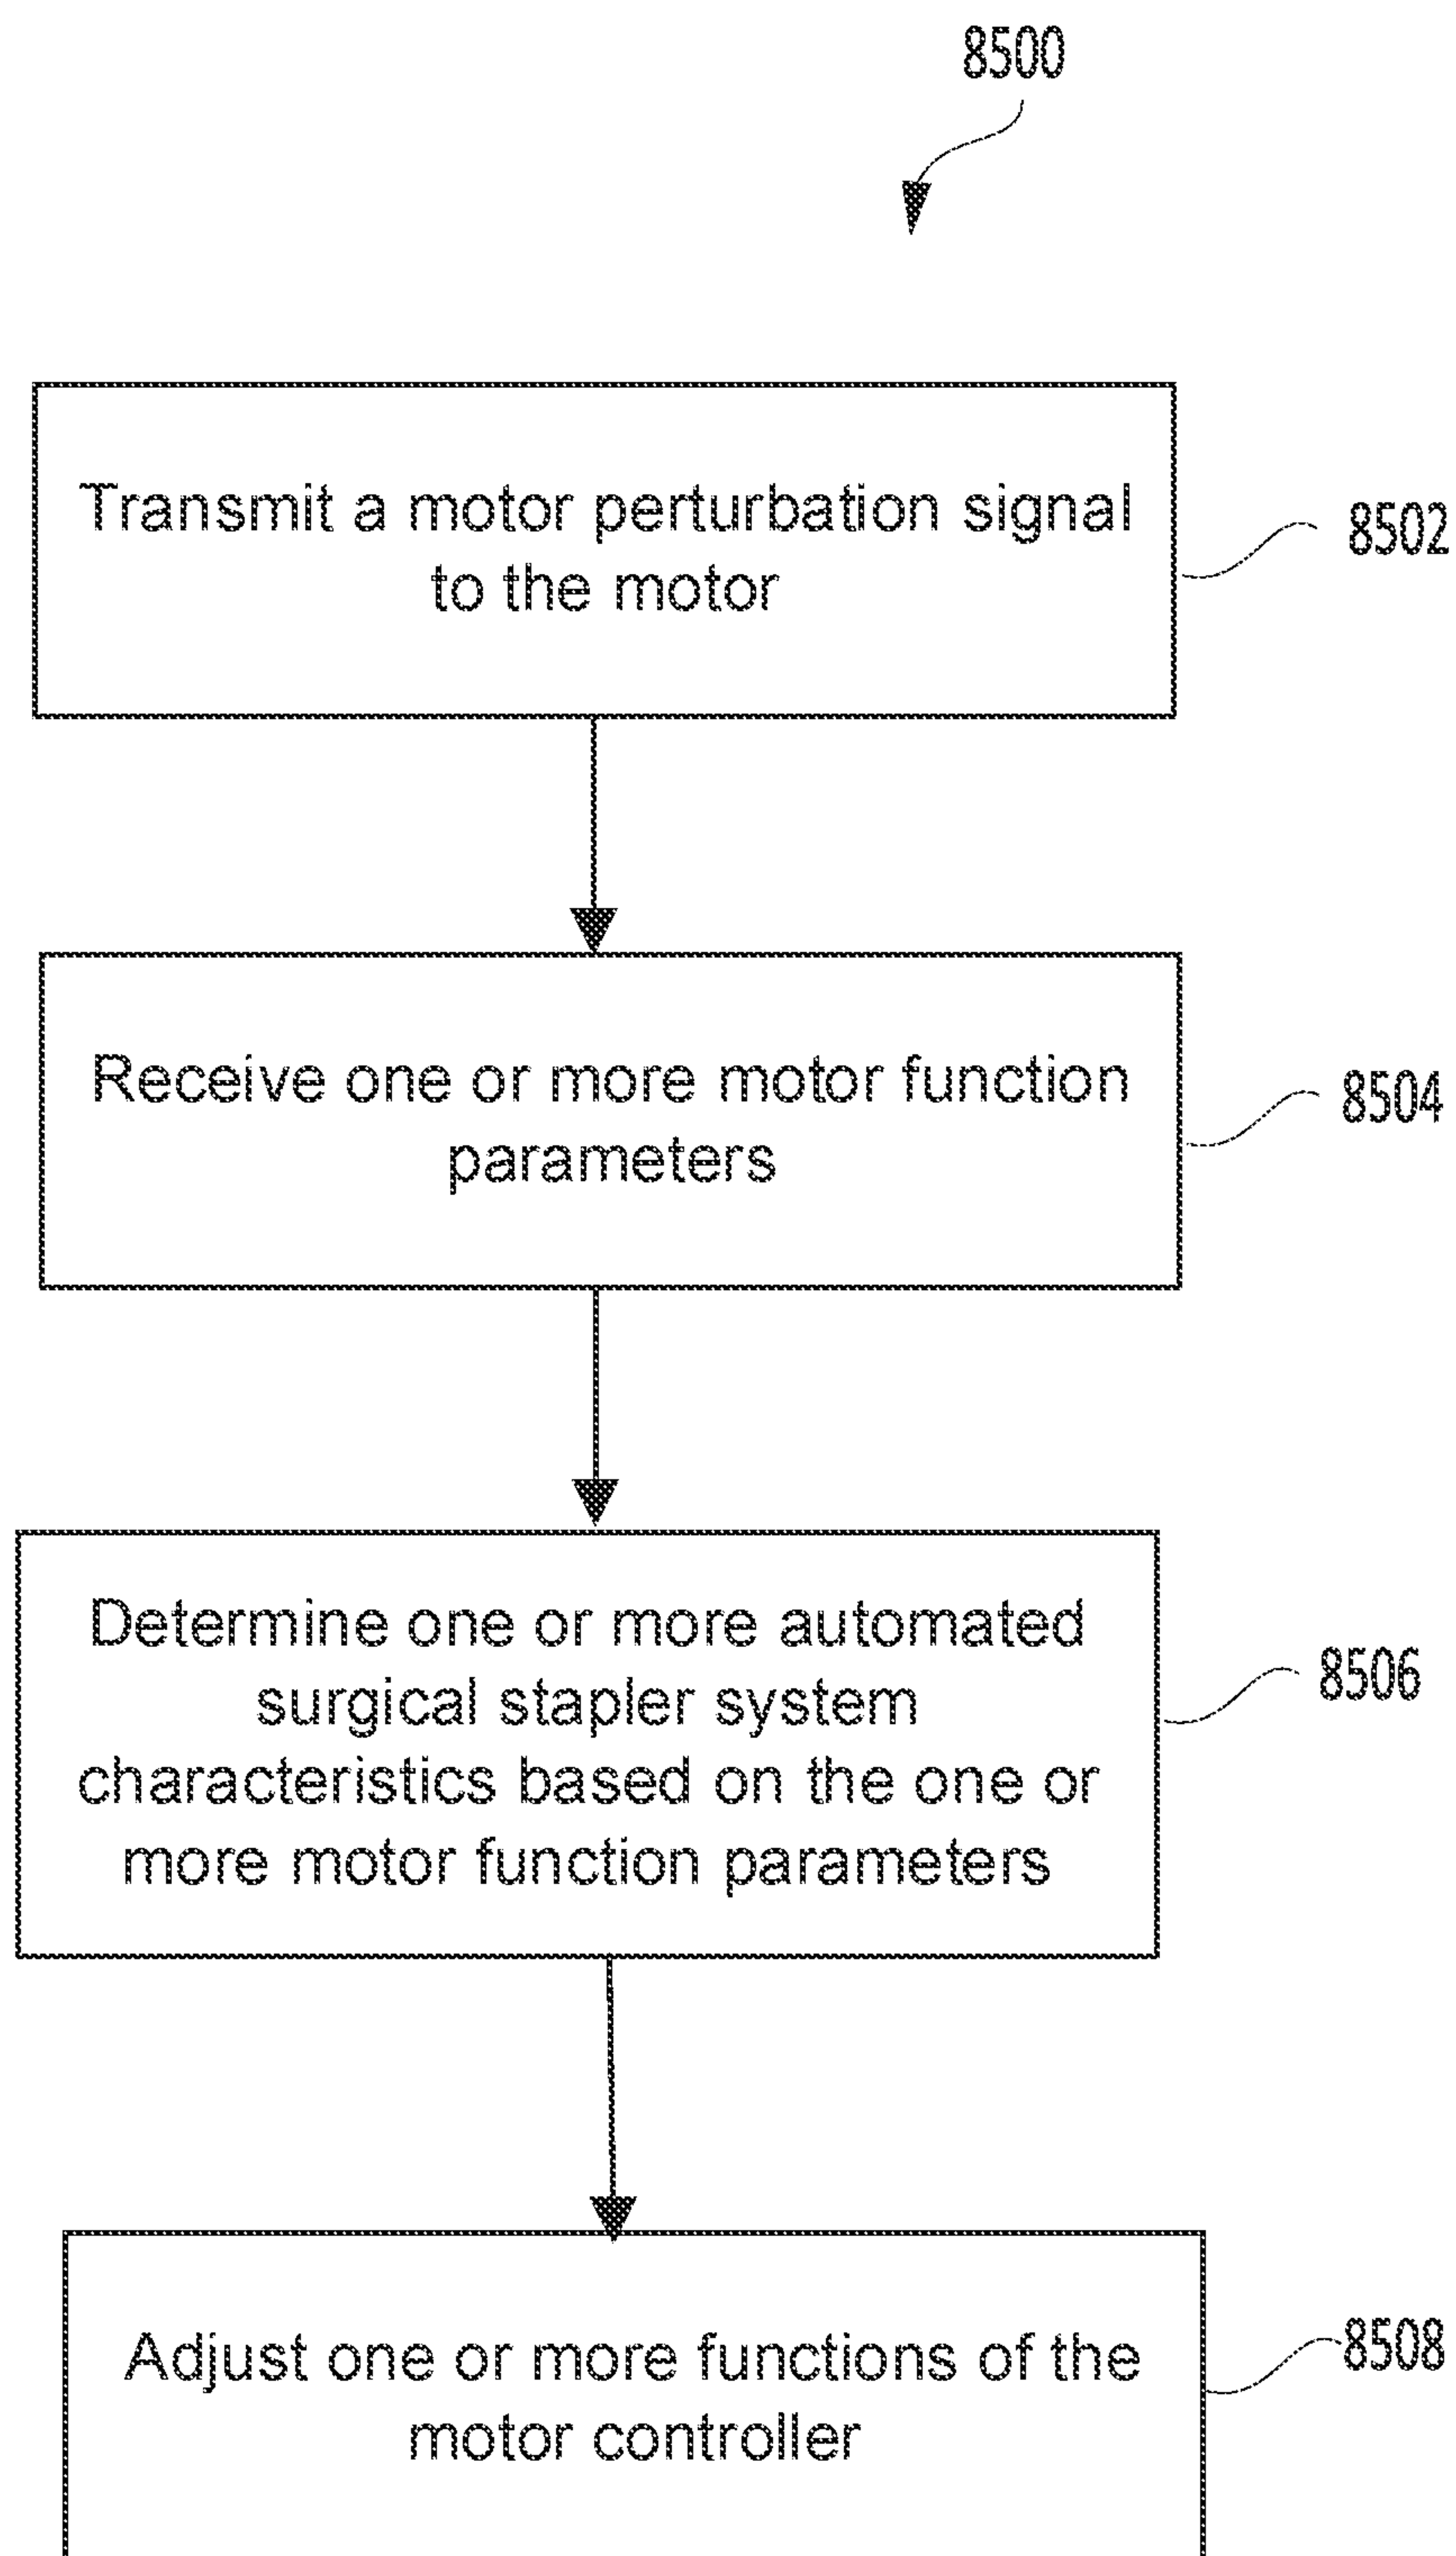 8500
Transmit a motor perturbation signal
to the motor
8502
Receive one or more motor function
parameters
8504
Determine one or more automated
surgical stapler system
characteristics based on the one or
more motor function parameters
8506
Adjust one or more functions of the
motor controller
8508